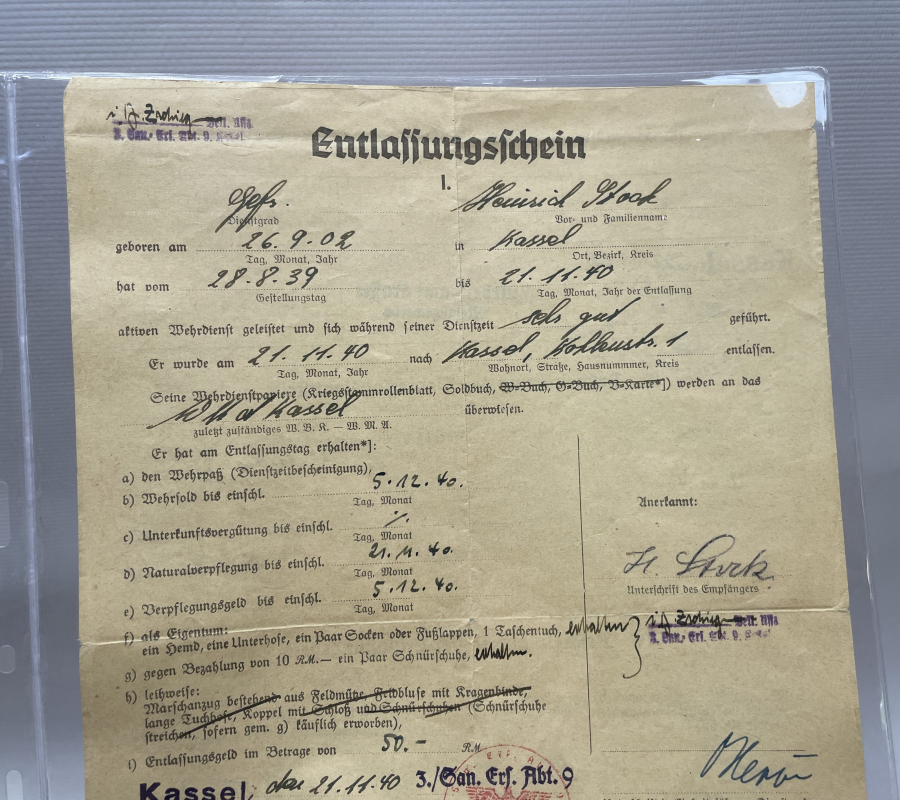 Entlassungsschein
I.
Gefr. Heinrich Stock
Dienstgrad Vor- und Familienname
geboren am 26.9.02 in Kassel
Tag, Monat, Jahr Ort, Bezirk, Kreis
hat vom 28.8.39 bis 21.11.40
Gestellungstag Tag, Monat, Jahr der Entlassung
aktiven Wehrdienst geleistet und sich während seiner Dienstzeit sehr gut geführt.
Er wurde am 21.11.40 nach Kassel, 1 entlassen.
Tag, Monat, Jahr Wohnort, Straße, Hausnummmer, Kreis
Seine Wehrdienstpapiere (Kriegsstammrollenblatt, Soldbuch, W-Buch, G-Buch, V-Karte*]) werden an das
Kassel überwiesen.
zuletzt zuständiges W. B. K. — W. M. A.
Er hat am Entlassungstag erhalten*]:
a) den Wehrpaß (Dienstzeitbescheinigung),
b) Wehrsold bis einschl. 5.12.40.
Tag, Monat
Anerkannt:
c) Unterkunftsvergütung bis einschl. ./.
Tag, Monat
d) Naturalverpflegung bis einschl. 21.11.40.
Tag, Monat
H. Stock
Unterschrift des Empfängers
e) Verpflegungsgeld bis einschl. 5.12.40.
Tag, Monat
f) als Eigentum:
ein Hemd, eine Unterhose, ein Paar Socken oder Fußlappen, 1 Taschentuch, erhalten
g) gegen Bezahlung von 10 RM.— ein Paar Schnürschuhe, erhalten.
h) leihweise:
Marschanzug bestehend aus Feldmütze, Feldbluse mit Kragenbinde,
lange Tuchhose, Koppel mit Schloß und Schnürschuhen (Schnürschuhe
streichen, sofern gem. g) käuflich erworben),
i) Entlassungsgeld im Betrage von 50.- RM
Kassel, den 21.11.40 3./San. Ers. Abt. 9